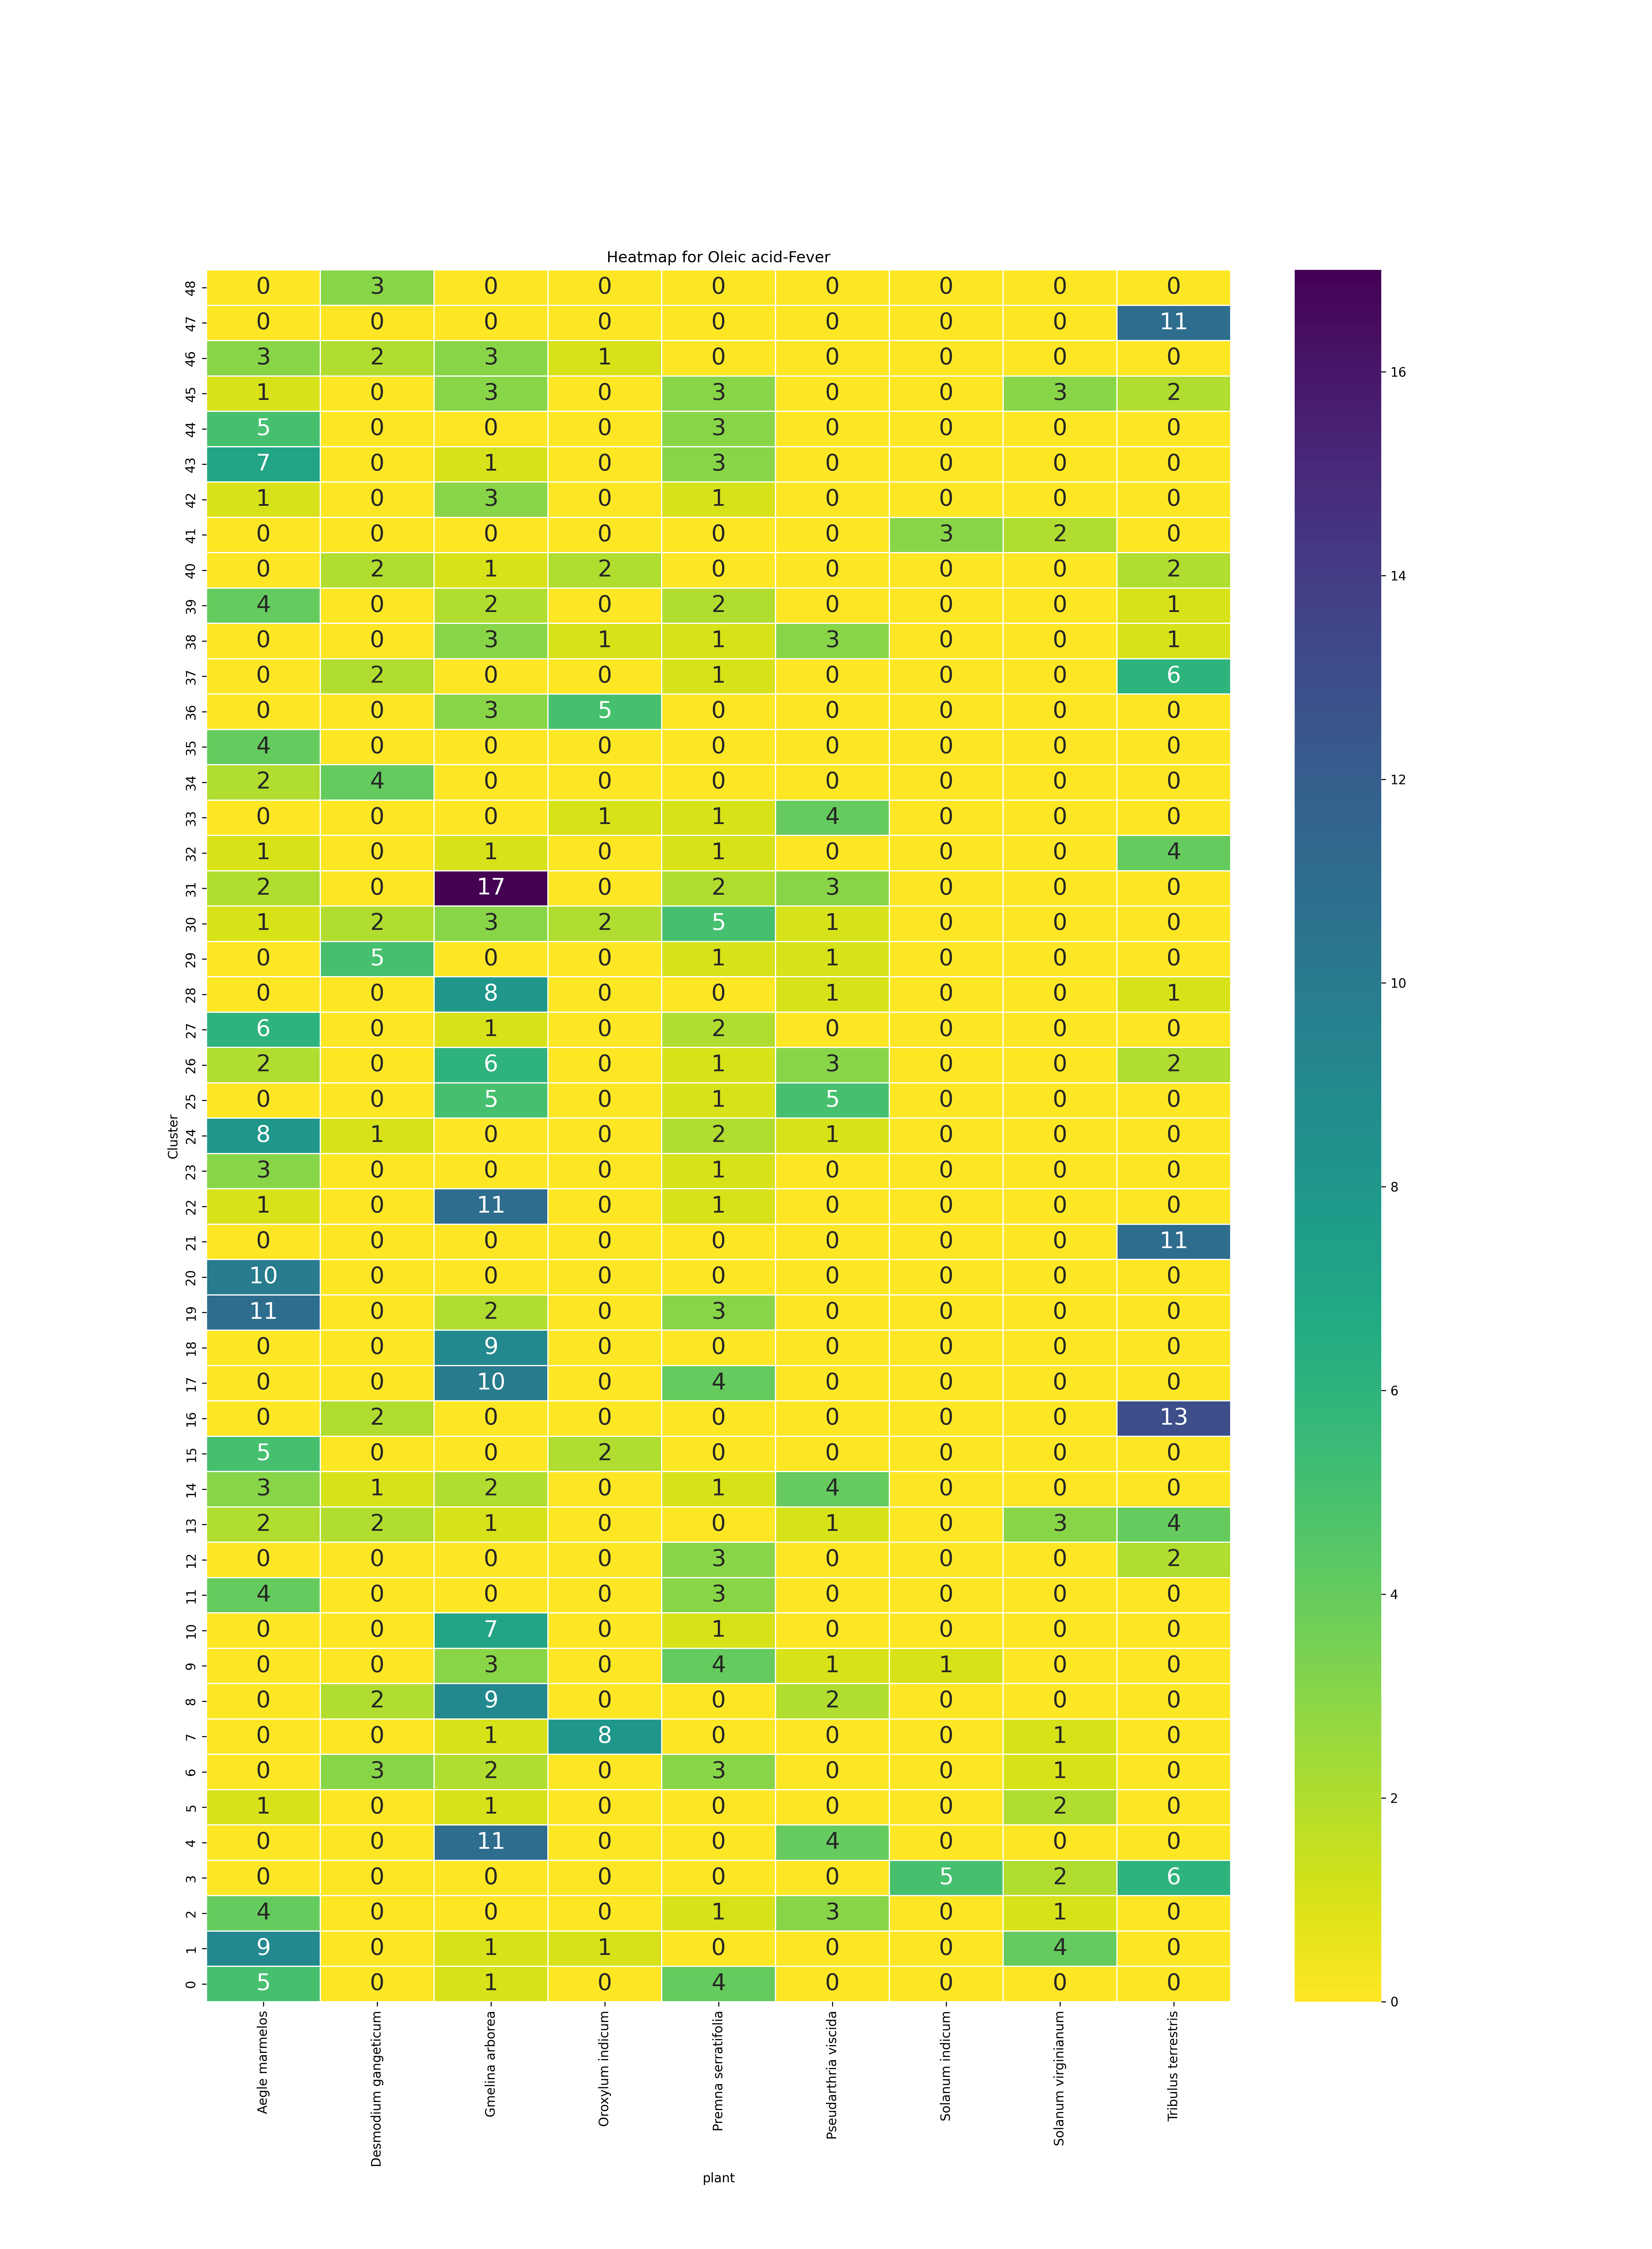 Heatmap for Oleic acid-Fever
48 0 3 0 0 0 0 0 0 0
47 0 0 0 0 0 0 0 0 11
46 3 2 3 1 0 0 0 0 0
45 1 0 3 0 3 0 0 3 2
44 5 0 0 0 3 0 0 0 0
43 7 0 1 0 3 0 0 0 0
42 1 0 3 0 1 0 0 0 0
41 0 0 0 0 0 0 3 2 0
40 0 2 1 2 0 0 0 0 2
39 4 0 2 0 2 0 0 0 1
38 0 0 3 1 1 3 0 0 1
37 0 2 0 0 1 0 0 0 6
36 0 0 3 5 0 0 0 0 0
35 4 0 0 0 0 0 0 0 0
34 2 4 0 0 0 0 0 0 0
33 0 0 0 1 1 4 0 0 0
32 1 0 1 0 1 0 0 0 4
31 2 0 17 0 2 3 0 0 0
30 1 2 3 2 5 1 0 0 0
29 0 5 0 0 1 1 0 0 0
28 0 0 8 0 0 1 0 0 1
27 6 0 1 0 2 0 0 0 0
26 2 0 6 0 1 3 0 0 2
25 0 0 5 0 1 5 0 0 0
24 8 1 0 0 2 1 0 0 0
23 3 0 0 0 1 0 0 0 0
22 1 0 11 0 1 0 0 0 0
21 0 0 0 0 0 0 0 0 11
20 10 0 0 0 0 0 0 0 0
19 11 0 2 0 3 0 0 0 0
18 0 0 9 0 0 0 0 0 0
17 0 0 10 0 4 0 0 0 0
16 0 2 0 0 0 0 0 0 13
15 5 0 0 2 0 0 0 0 0
14 3 1 2 0 1 4 0 0 0
13 2 2 1 0 0 1 0 3 4
12 0 0 0 0 3 0 0 0 2
11 4 0 0 0 3 0 0 0 0
10 0 0 7 0 1 0 0 0 0
9 0 0 3 0 4 1 1 0 0
8 0 2 9 0 0 2 0 0 0
7 0 0 1 8 0 0 0 1 0
6 0 3 2 0 3 0 0 1 0
5 1 0 1 0 0 0 0 2 0
4 0 0 11 0 0 4 0 0 0
3 0 0 0 0 0 0 5 2 6
2 4 0 0 0 1 3 0 1 0
1 9 0 1 1 0 0 0 4 0
0 5 0 1 0 4 0 0 0 0
Cluster
Aegle marmelos
Desmodium gangeticum
Gmelina arborea
Oroxylum indicum
Premna serratifolia
Pseudarthria viscida
Solanum indicum
Solanum virginianum
Tribulus terrestris
plant
16
14
12
10
8
6
4
2
0